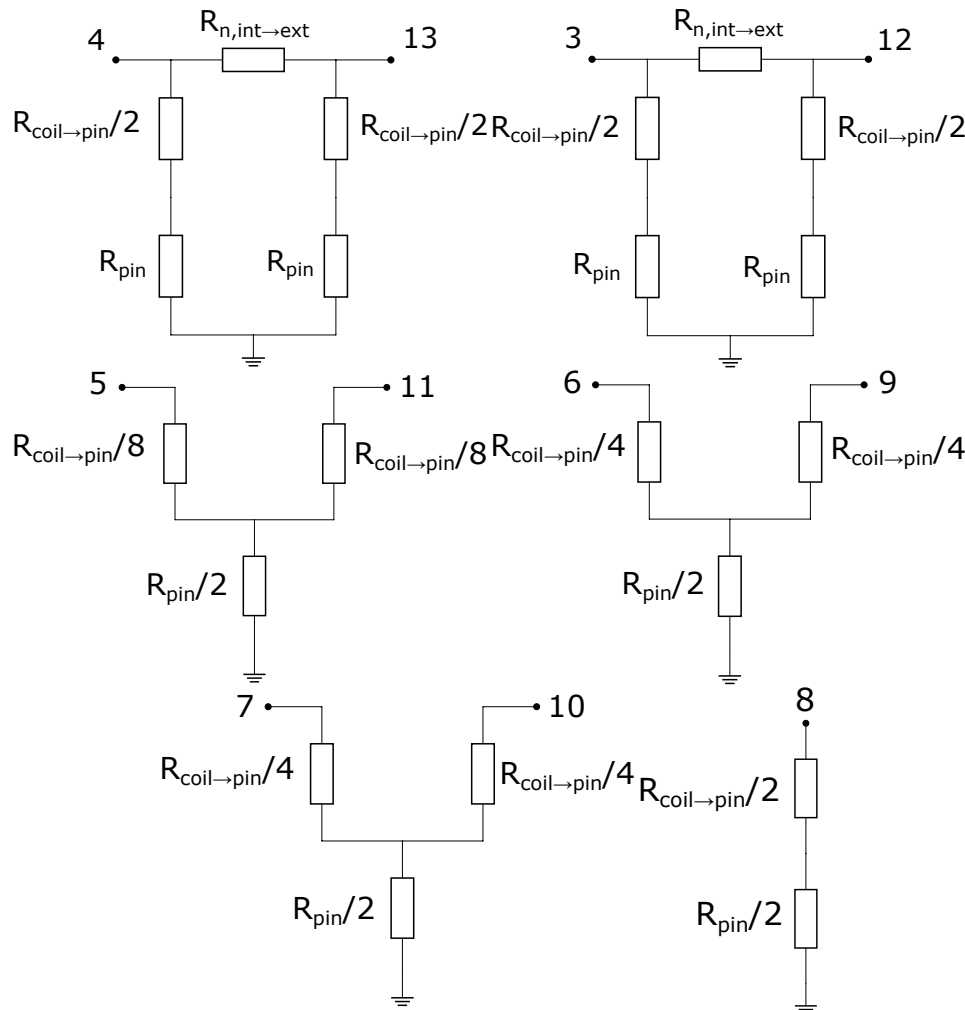 R_n,int→ext
4
13
R_coil→pin/2
R_coil→pin/2
R_pin
R_pin
R_n,int→ext
3
12
R_coil→pin/2
R_coil→pin/2
R_pin
R_pin
5
11
R_coil→pin/8
R_coil→pin/8
R_pin/2
6
9
R_coil→pin/4
R_coil→pin/4
R_pin/2
7
10
R_coil→pin/4
R_coil→pin/4
R_pin/2
8
R_coil→pin/2
R_pin/2